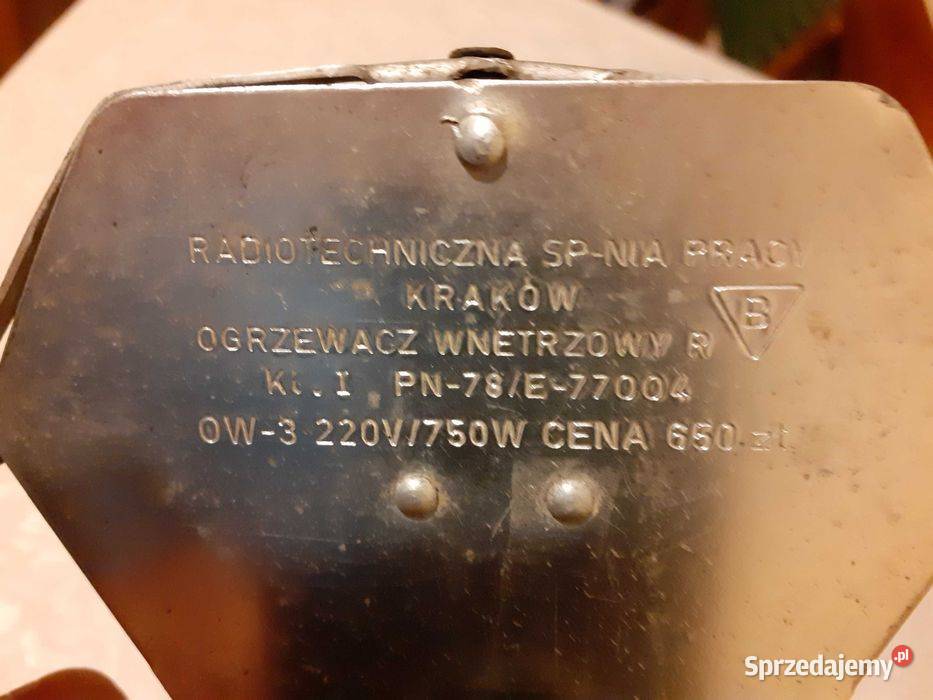 RADIOTECHNICZNA SP-NIA PRACY
KRAKÓW
B
OGRZEWACZ WNETRZOWY R
KL. I PN-78/E-77004
OW-3 220V/750W CENA 650 zł
Sprzedajemy.pl